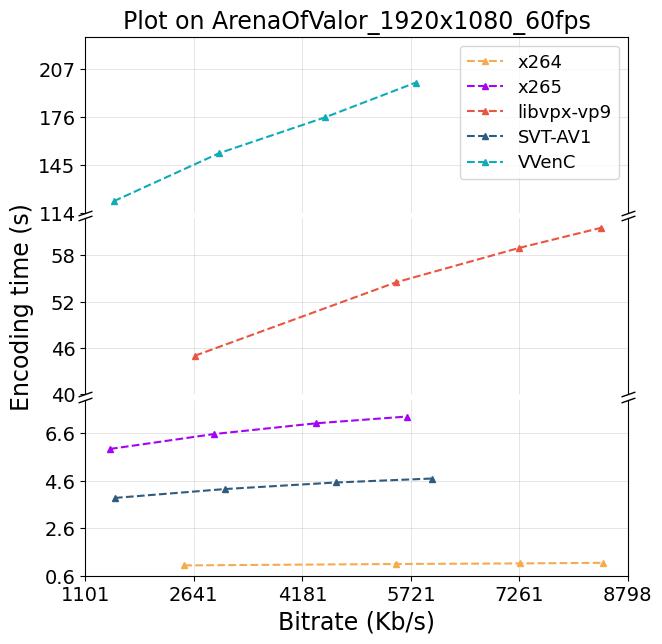 Plot on ArenaOfValor_1920x1080_60fps
207
176
145
114
58
52
46
40
6.6
4.6
2.6
0.6
Encoding time (s)
x264
x265
libvpx-vp9
SVT-AV1
VVenC
1101 2641 4181 5721 7261 8798
Bitrate (Kb/s)